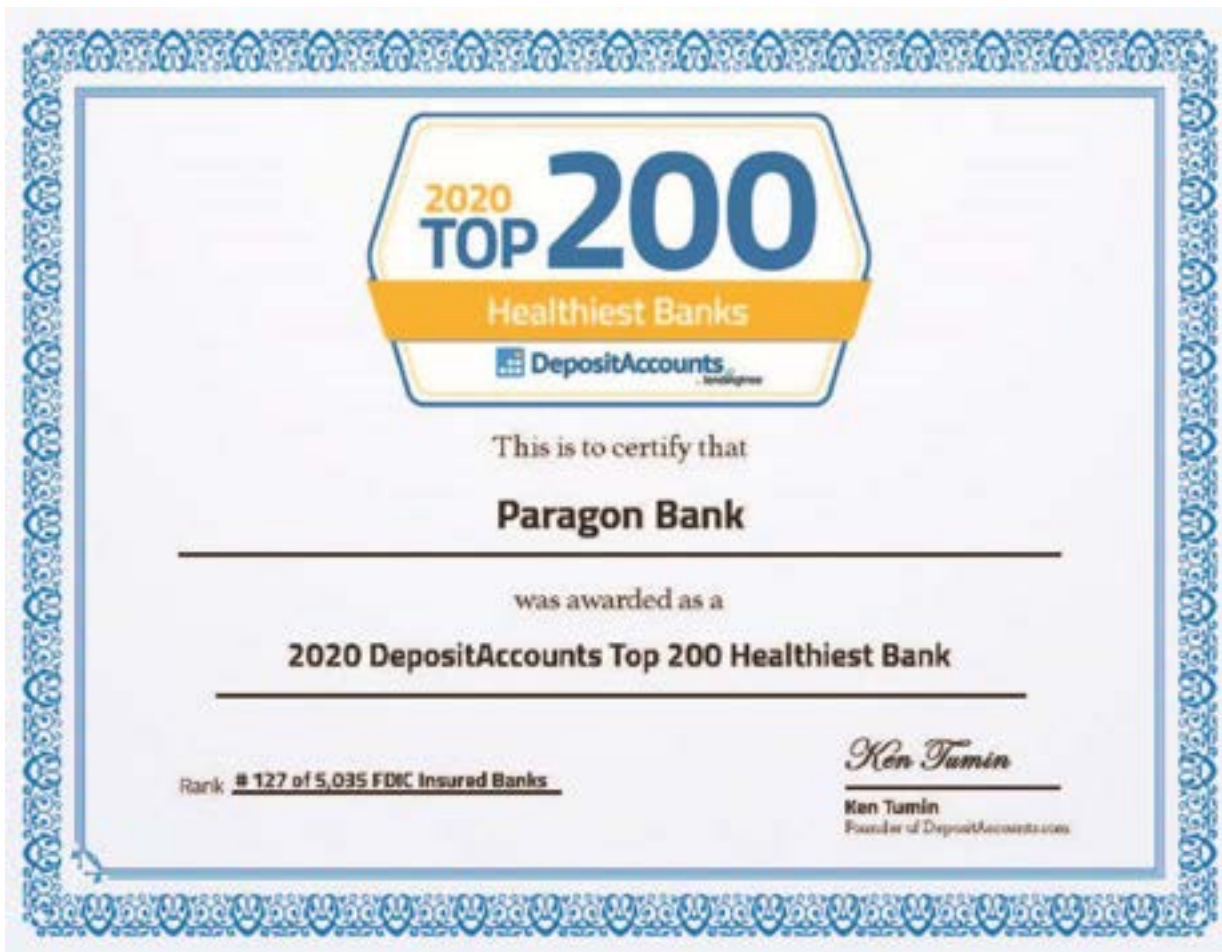 2020
TOP 200
Healthiest Banks
DepositAccounts
by lendingtree
This is to certify that
Paragon Bank
was awarded as a
2020 DepositAccounts Top 200 Healthiest Bank
Rank # 127 of 5,035 FDIC Insured Banks
Ken Tumin
Ken Tumin
Founder of DepositAccounts.com